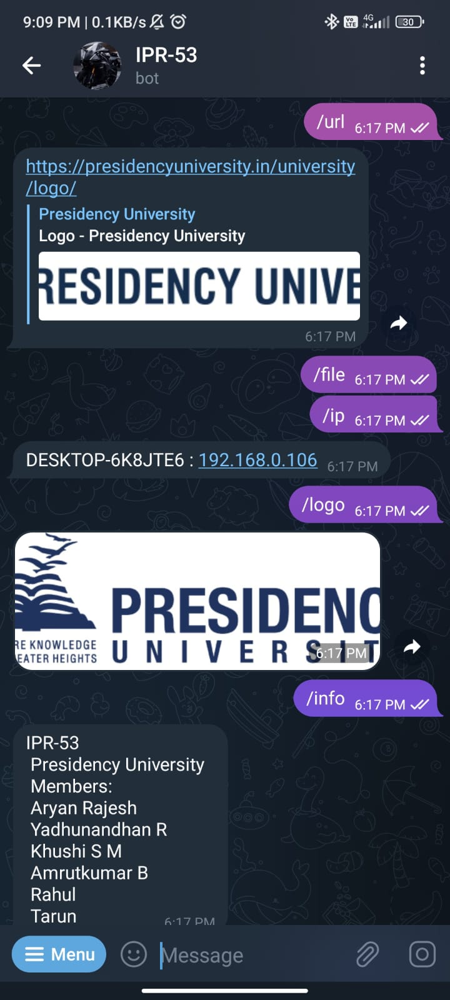 9:09 PM | 0.1KB/s
Vo LTE 4G 30
IPR-53
bot
/url 6:17 PM
https://presidencyuniversity.in/university
/logo/
Presidency University
Logo - Presidency University
RESIDENCY UNIVE
6:17 PM
/file 6:17 PM
/ip 6:17 PM
DESKTOP-6K8JTE6 : 192.168.0.106 6:17 PM
/logo 6:17 PM
PRESIDENC
RE KNOWLEDGE
EATER HEIGHTS
UNIVERSIT
6:17 PM
/info 6:17 PM
IPR-53
Presidency University
Members:
Aryan Rajesh
Yadhunandhan R
Khushi S M
Amrutkumar B
Rahul
Tarun
6:17 PM
Menu
Message